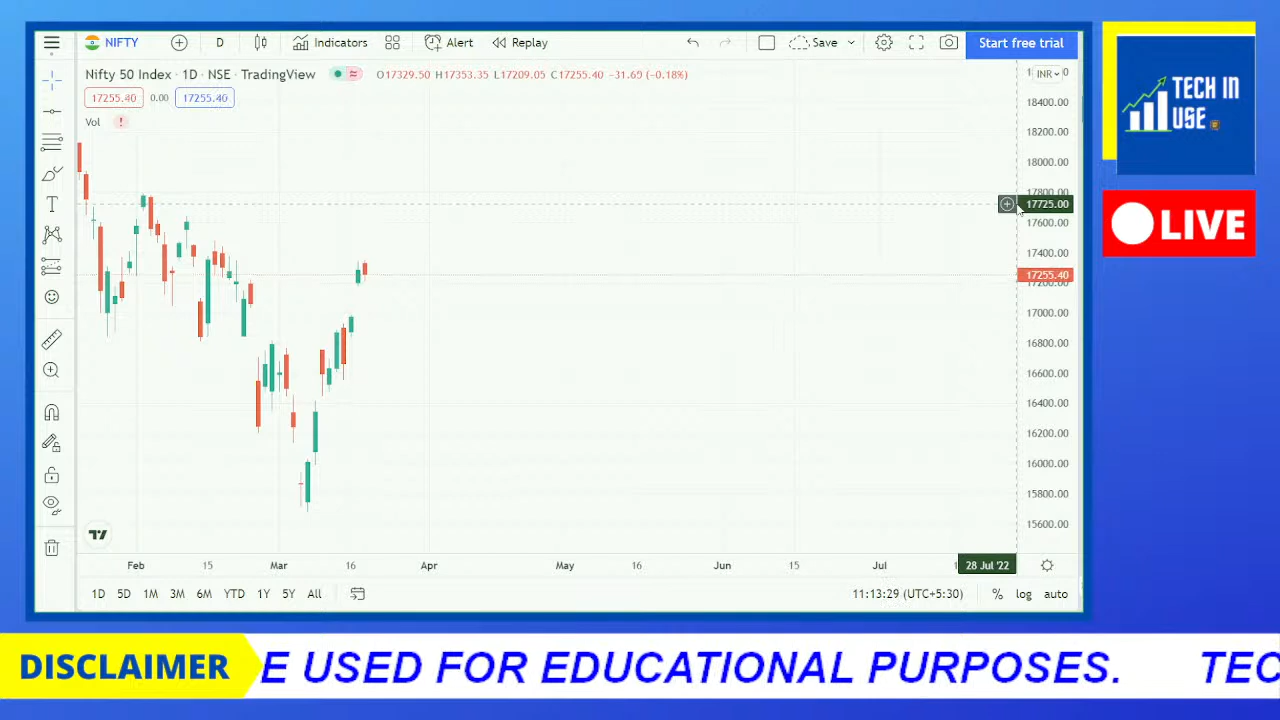 NIFTY
D
Indicators
Alert
Replay
Save
Start free trial
Nifty 50 Index · 1D · NSE · TradingView
O17329.50 H17353.35 L17209.05 C17255.40 −31.60 (−0.18%)
17255.40 0.00 17255.40
Vol !
INR
18400.00
18200.00
18000.00
17800.00
17725.00
17600.00
17400.00
17255.40
17200.00
17000.00
16800.00
16600.00
16400.00
16200.00
16000.00
15800.00
15600.00
Feb 15 Mar 16 Apr May 16 Jun 15 Jul 28 Jul '22
1D 5D 1M 3M 6M YTD 1Y 5Y All
11:13:29 (UTC+5:30) % log auto
TECH IN
USE
LIVE
DISCLAIMER
E USED FOR EDUCATIONAL PURPOSES. TEC